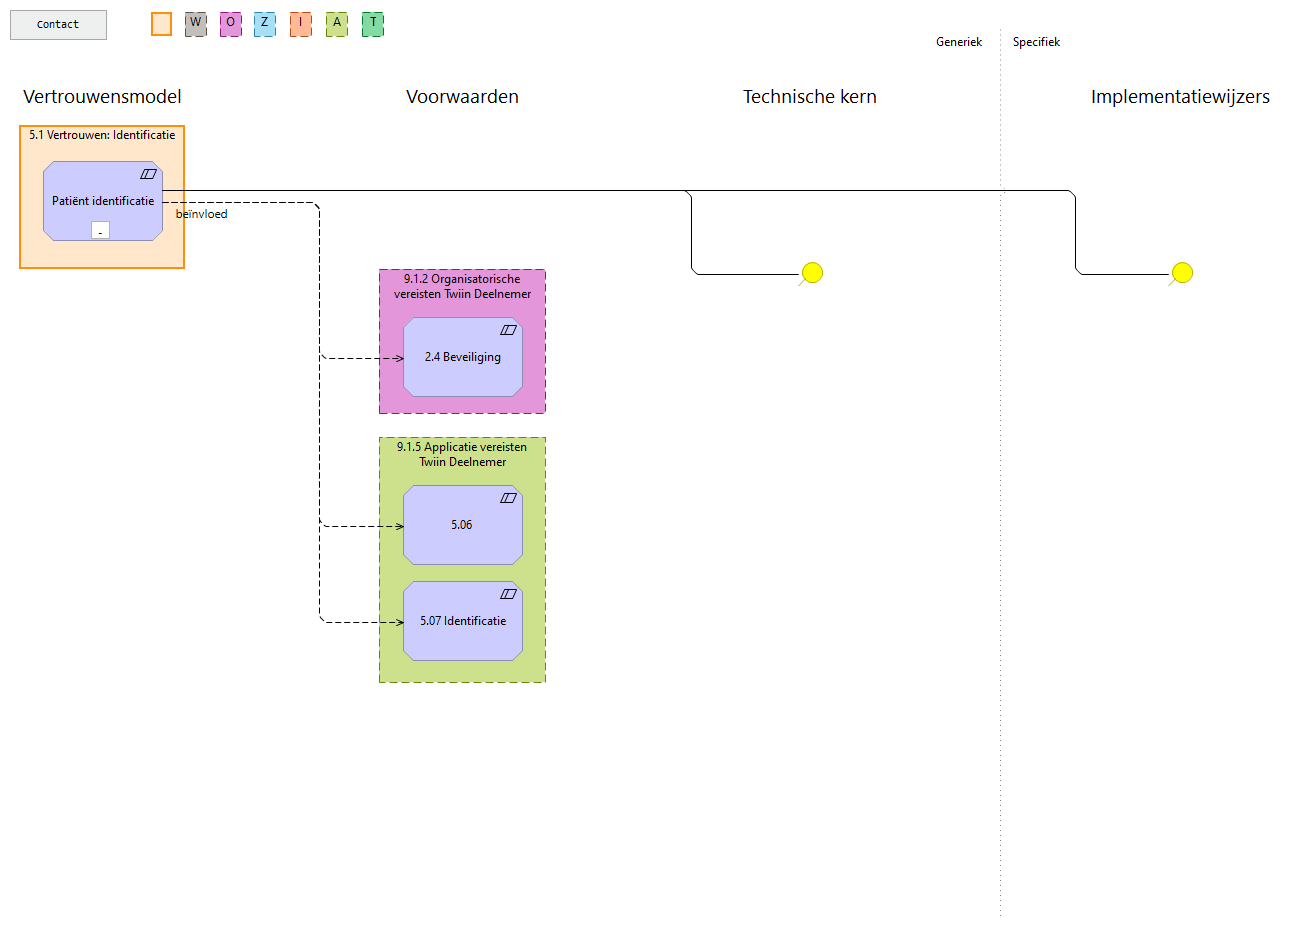 Contact
W
O
Z
I
A
T
Generiek
Specifiek
Vertrouwensmodel
Voorwaarden
Technische kern
Implementatiewijzers
5.1 Vertrouwen: Identificatie
Patiënt identificatie
-
beïnvloed
9.1.2 Organisatorische
vereisten Twiin Deelnemer
2.4 Beveiliging
9.1.5 Applicatie vereisten
Twiin Deelnemer
5.06
5.07 Identificatie